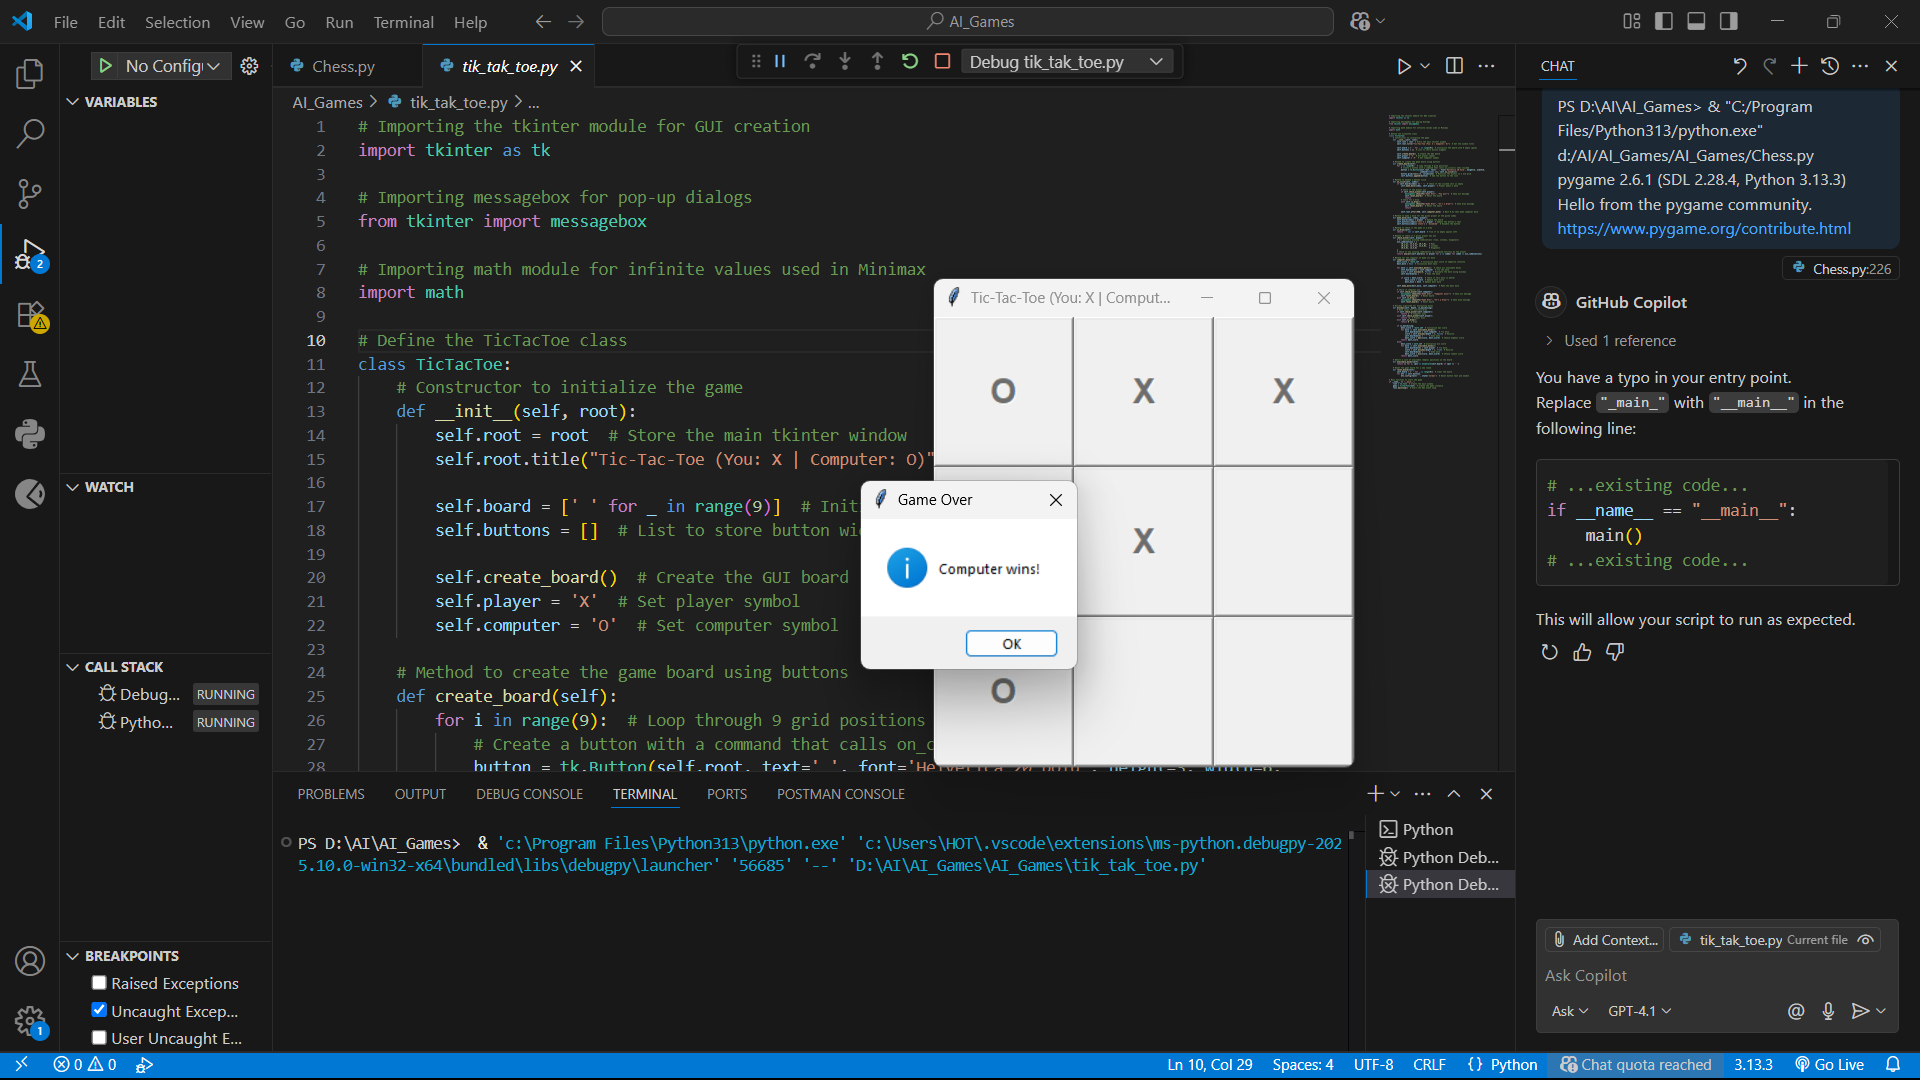 File Edit Selection View Go Run Terminal Help
AI_Games
No Config
Chess.py
tik_tak_toe.py
Debug tik_tak_toe.py
VARIABLES
WATCH
CALL STACK
Debug... RUNNING
Pytho... RUNNING
BREAKPOINTS
Raised Exceptions
Uncaught Excep...
User Uncaught E...
2
1
AI_Games > tik_tak_toe.py > ...
1 # Importing the tkinter module for GUI creation
2 import tkinter as tk
3
4 # Importing messagebox for pop-up dialogs
5 from tkinter import messagebox
6
7 # Importing math module for infinite values used in Minimax
8 import math
9
10 # Define the TicTacToe class
11 class TicTacToe:
12 # Constructor to initialize the game
13 def __init__(self, root):
14 self.root = root # Store the main tkinter window
15 self.root.title("Tic-Tac-Toe (You: X | Computer: O)"
16
17 self.board = [' ' for _ in range(9)] # Init
18 self.buttons = [] # List to store button wi
19
20 self.create_board() # Create the GUI board
21 self.player = 'X' # Set player symbol
22 self.computer = 'O' # Set computer symbol
23
24 # Method to create the game board using buttons
25 def create_board(self):
26 for i in range(9): # Loop through 9 grid positions
27 # Create a button with a command that calls on_c
28 button = tk.Button(self.root, text=' ', font='Helvetica 20 bold', height=3, width=6,
Tic-Tac-Toe (You: X | Comput...
O X X
X
O
Game Over
Computer wins!
OK
PROBLEMS OUTPUT DEBUG CONSOLE TERMINAL PORTS POSTMAN CONSOLE
PS D:\AI\AI_Games> & 'c:\Program Files\Python313\python.exe' 'c:\Users\HOT\.vscode\extensions\ms-python.debugpy-202
5.10.0-win32-x64\bundled\libs\debugpy\launcher' '56685' '--' 'D:\AI\AI_Games\AI_Games\tik_tak_toe.py'
Python
Python Deb...
Python Deb...
CHAT
PS D:\AI\AI_Games> & "C:/Program
Files/Python313/python.exe"
d:/AI/AI_Games/AI_Games/Chess.py
pygame 2.6.1 (SDL 2.28.4, Python 3.13.3)
Hello from the pygame community.
https://www.pygame.org/contribute.html
Chess.py:226
GitHub Copilot
Used 1 reference
You have a typo in your entry point.
Replace "_main_" with "__main__" in the
following line:
# ...existing code...
if __name__ == "__main__":
main()
# ...existing code...
This will allow your script to run as expected.
Add Context... tik_tak_toe.py Current file
Ask Copilot
Ask GPT-4.1
0 0
Ln 10, Col 29 Spaces: 4 UTF-8 CRLF {} Python Chat quota reached 3.13.3 Go Live